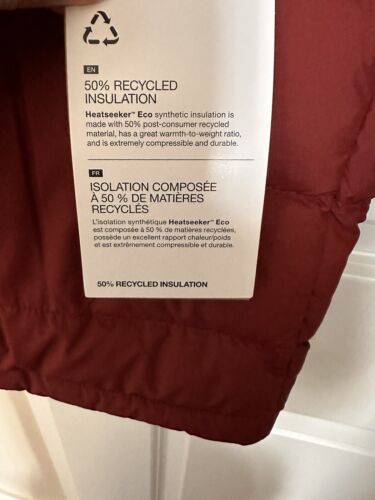 EN
50% RECYCLED
INSULATION
Heatseeker™ Eco synthetic insulation is
made with 50% post-consumer recycled
material, has a great warmth-to-weight ratio,
and is extremely compressible and durable.
FR
ISOLATION COMPOSÉE
À 50 % DE MATIÈRES
RECYCLÉS
L'isolation synthétique Heatseeker™ Eco
est composée à 50 % de matières recyclées,
possède un excellent rapport chaleur/poids
et est extrêmement compressible et durable.
50% RECYCLED INSULATION